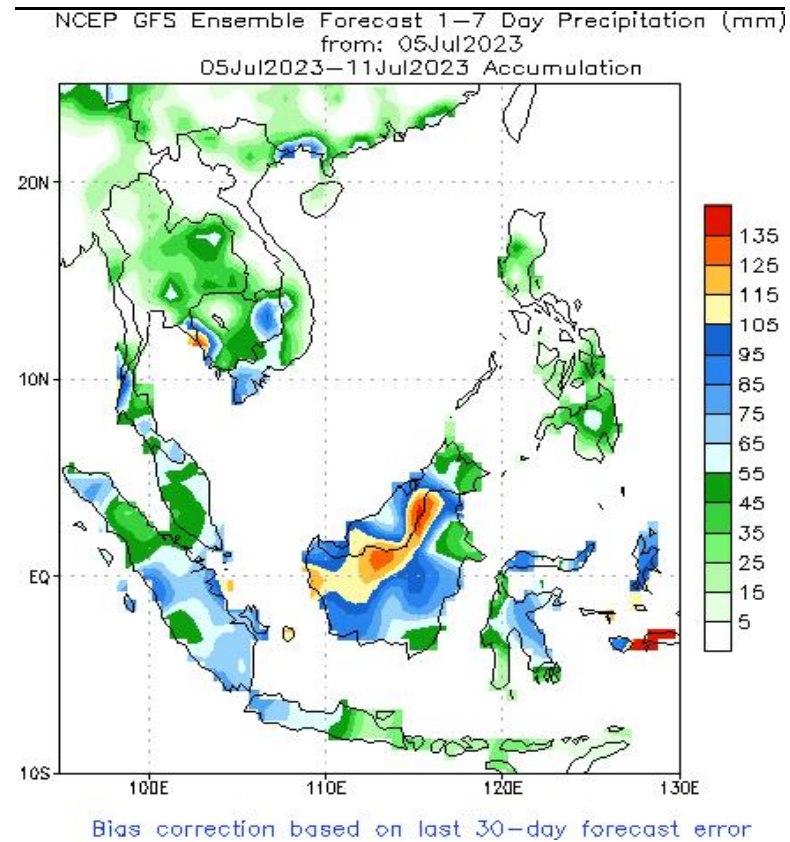 NCEP GFS Ensemble Forecast 1–7 Day Precipitation (mm)
from: 05Jul2023
05Jul2023–11Jul2023 Accumulation
20N
10N
EQ
10S
100E
110E
120E
130E
135
125
115
105
95
85
75
65
55
45
35
25
15
5
Bias correction based on last 30–day forecast error